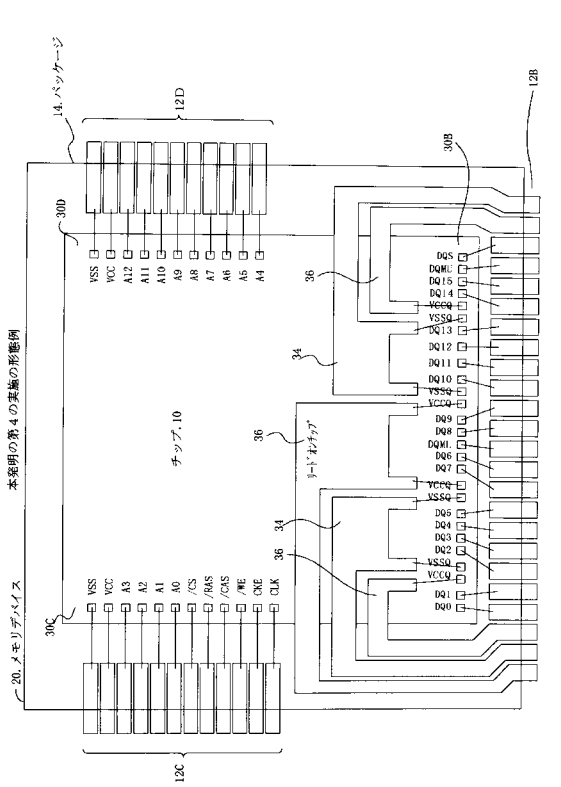 本発明の第４の実施の形態例
20. メモリデバイス
14. パッケージ
12D
12C
12B
30C
30D
30B
チップ. 10
リードオンチップ
VSS
VCC
A3
A2
A1
A0
/CS
/RAS
/CAS
/WE
CKE
CLK
VSS
VCC
A12
A11
A10
A9
A8
A7
A6
A5
A4
34
36
36
34
36
DQ0
DQ1
VCCQ
VSSQ
DQ2
DQ3
DQ4
DQ5
VSSQ
VCCQ
DQ7
DQ6
DQML
DQ8
DQ9
VCCQ
VSSQ
DQ10
DQ11
DQ12
DQ13
VSSQ
VCCQ
DQ14
DQ15
DQMU
DQS